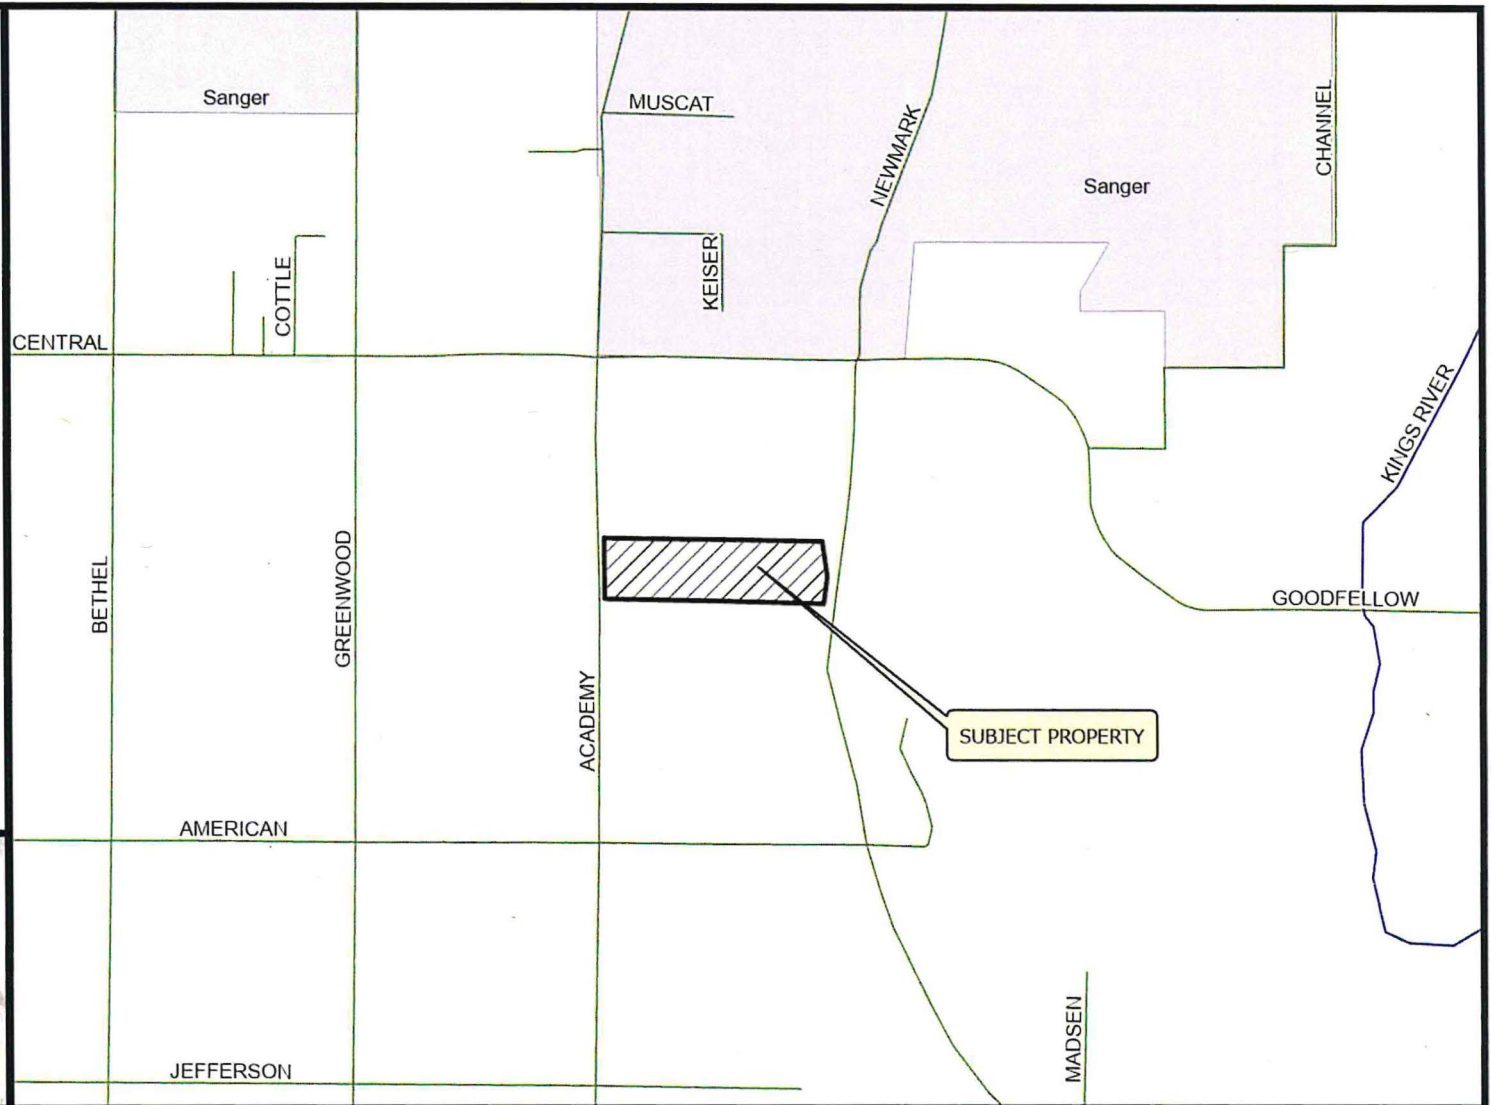 Sanger
MUSCAT
NEWMARK
CHANNEL
Sanger
KEISER
COTTLE
CENTRAL
KINGS RIVER
BETHEL
GREENWOOD
GOODFELLOW
ACADEMY
SUBJECT PROPERTY
AMERICAN
MADSEN
JEFFERSON